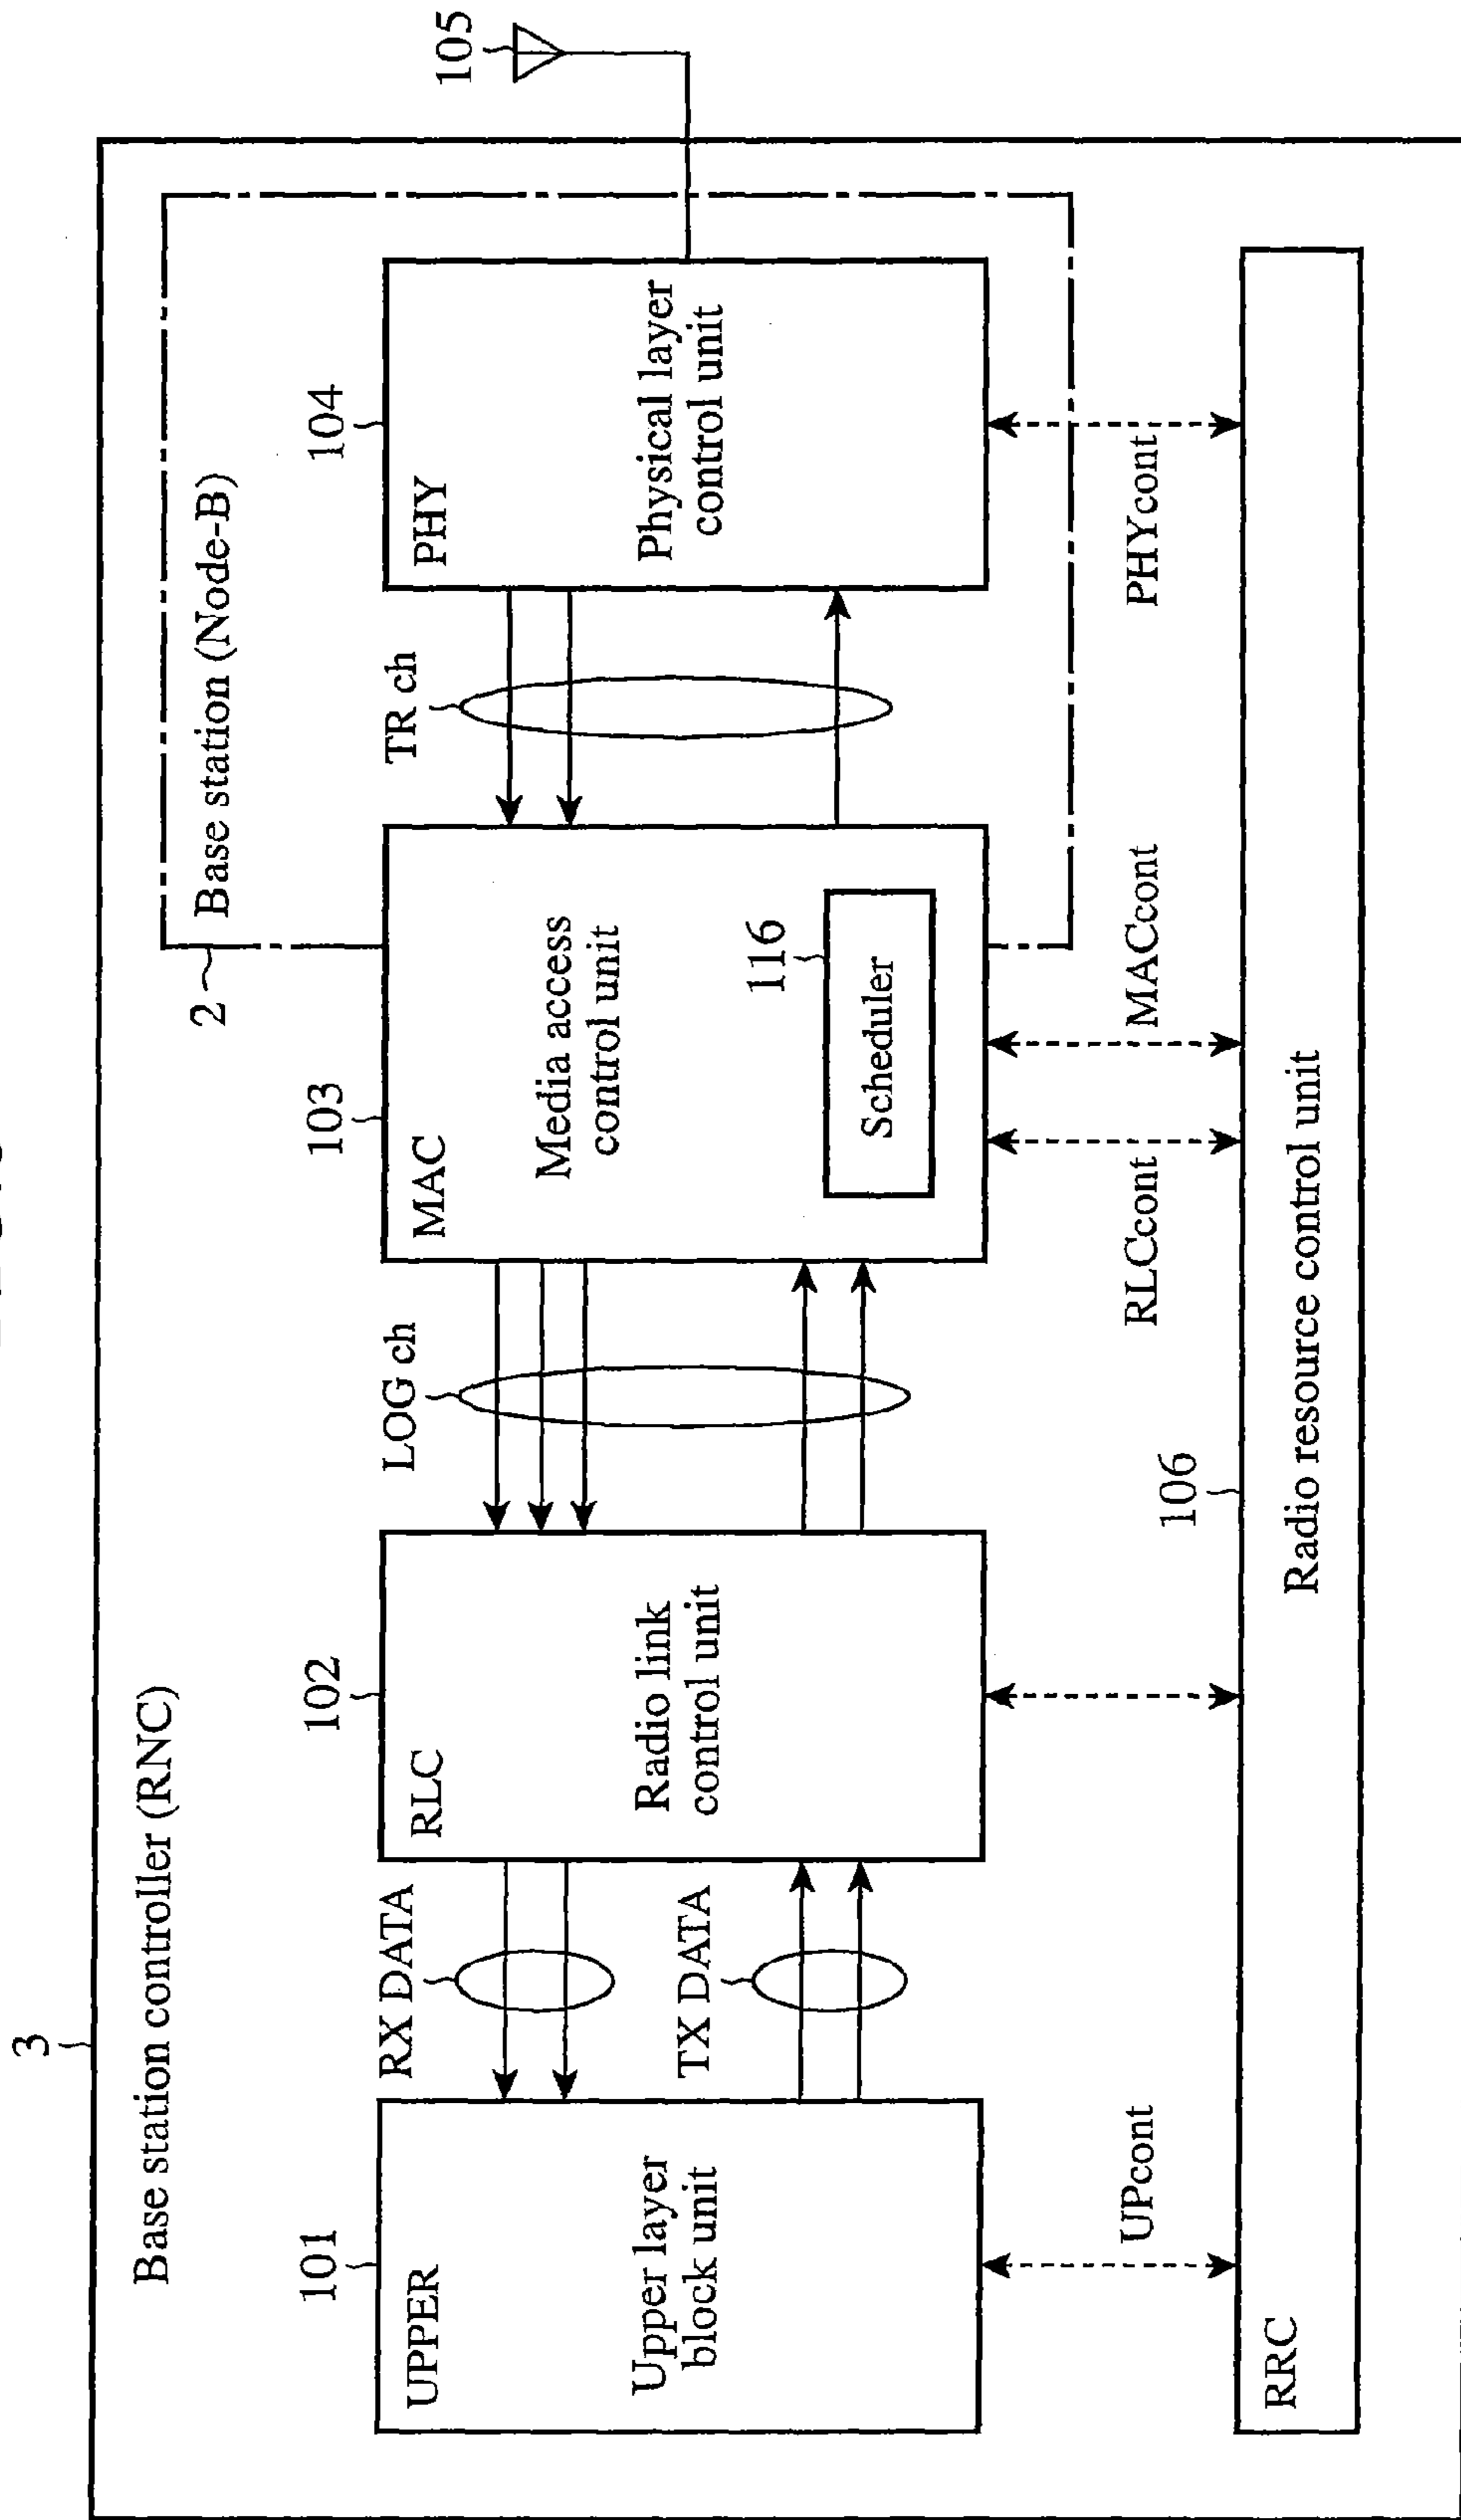 3
Base station controller (RNC)
2
Base station (Node-B)
105
101
UPPER
Upper layer
block unit
RX DATA
TX DATA
102
RLC
Radio link
control unit
LOG ch
103
MAC
Media access
control unit
116
Scheduler
TR ch
104
PHY
Physical layer
control unit
UPcont
RLCcont
MACcont
PHYcont
106
RRC
Radio resource control unit